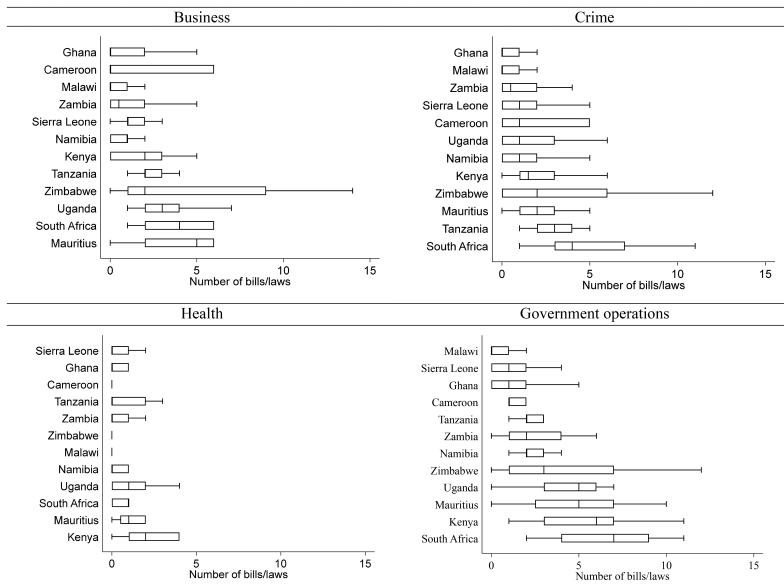 Business
Ghana
Cameroon
Malawi
Zambia
Sierra Leone
Namibia
Kenya
Tanzania
Zimbabwe
Uganda
South Africa
Mauritius
0 5 10 15
Number of bills/laws
Crime
Ghana
Malawi
Zambia
Sierra Leone
Cameroon
Uganda
Namibia
Kenya
Zimbabwe
Mauritius
Tanzania
South Africa
0 5 10 15
Number of bills/laws
Health
Sierra Leone
Ghana
Cameroon
Tanzania
Zambia
Zimbabwe
Malawi
Namibia
Uganda
South Africa
Mauritius
Kenya
0 5 10 15
Number of bills/laws
Government operations
Malawi
Sierra Leone
Ghana
Cameroon
Tanzania
Zambia
Namibia
Zimbabwe
Uganda
Mauritius
Kenya
South Africa
0 5 10 15
Number of bills/laws